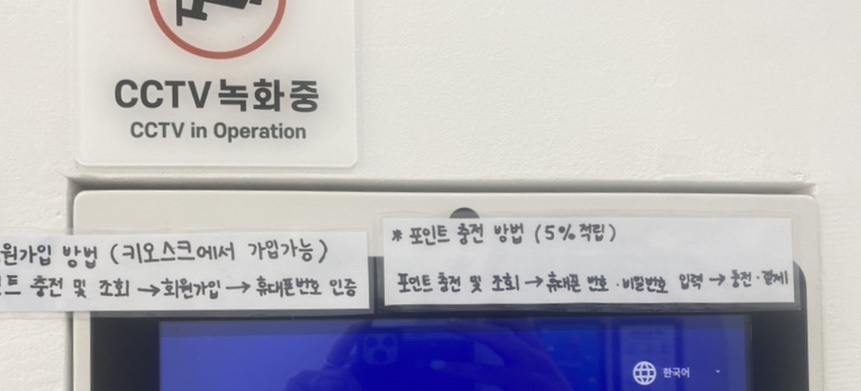 CCTV 녹화중
CCTV in Operation
원가입 방법 (키오스크에서 가입가능)
트 충전 및 조회 → 회원가입 → 휴대폰번호 인증
* 포인트 충전 방법 (5% 적립)
포인트 충전 및 조회 → 휴대폰 번호 · 비밀번호 입력 → 충전 · 결제
한국어